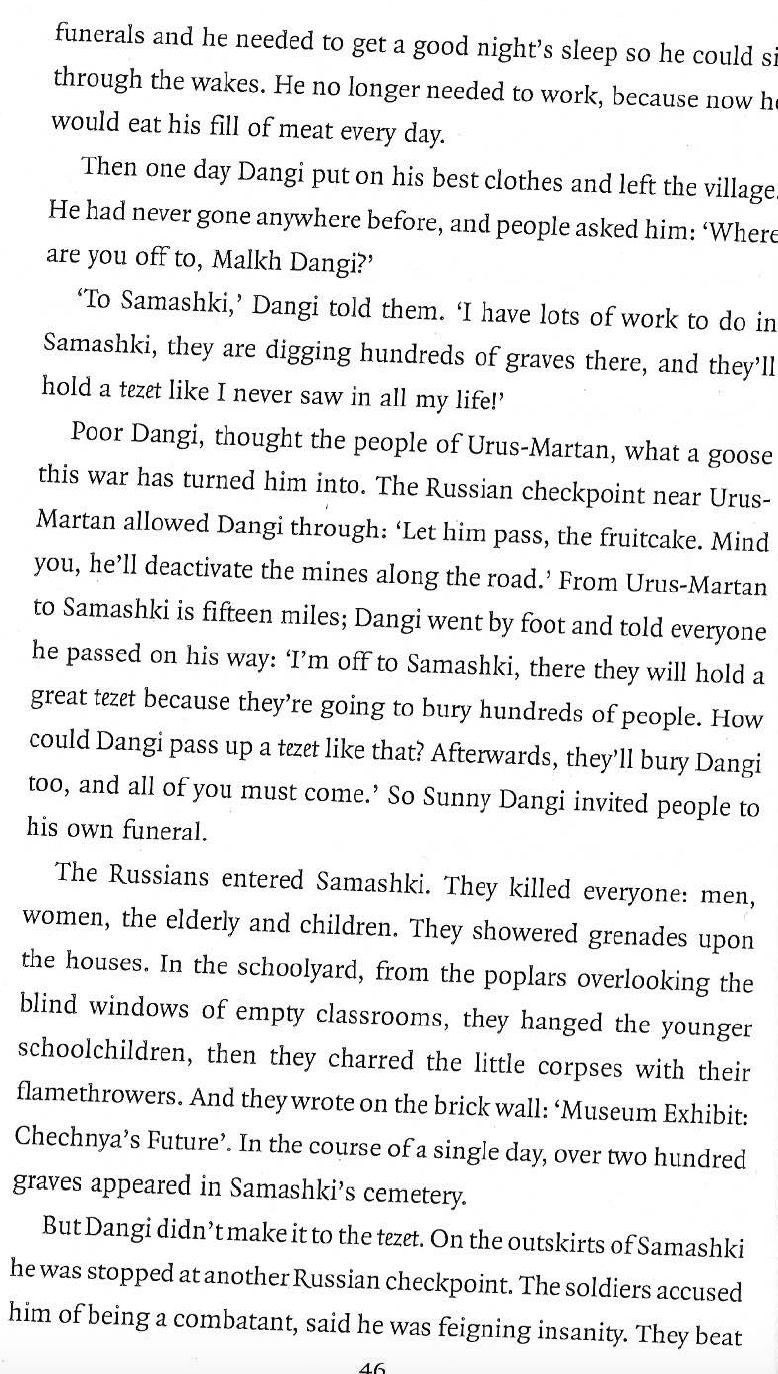 funerals and he needed to get a good night's sleep so he could si
through the wakes. He no longer needed to work, because now he
would eat his fill of meat every day.
Then one day Dangi put on his best clothes and left the village.
He had never gone anywhere before, and people asked him: ‘Where
are you off to, Malkh Dangi?’
‘To Samashki,’ Dangi told them. ‘I have lots of work to do in
Samashki, they are digging hundreds of graves there, and they’ll
hold a tezet like I never saw in all my life!’
Poor Dangi, thought the people of Urus-Martan, what a goose
this war has turned him into. The Russian checkpoint near Urus-
Martan allowed Dangi through: ‘Let him pass, the fruitcake. Mind
you, he’ll deactivate the mines along the road.’ From Urus-Martan
to Samashki is fifteen miles; Dangi went by foot and told everyone
he passed on his way: ‘I’m off to Samashki, there they will hold a
great tezet because they’re going to bury hundreds of people. How
could Dangi pass up a tezet like that? Afterwards, they’ll bury Dangi
too, and all of you must come.’ So Sunny Dangi invited people to
his own funeral.
The Russians entered Samashki. They killed everyone: men,
women, the elderly and children. They showered grenades upon
the houses. In the schoolyard, from the poplars overlooking the
blind windows of empty classrooms, they hanged the younger
schoolchildren, then they charred the little corpses with their
flamethrowers. And they wrote on the brick wall: ‘Museum Exhibit:
Chechnya’s Future’. In the course of a single day, over two hundred
graves appeared in Samashki’s cemetery.
But Dangi didn’t make it to the tezet. On the outskirts of Samashki
he was stopped at another Russian checkpoint. The soldiers accused
him of being a combatant, said he was feigning insanity. They beat
46